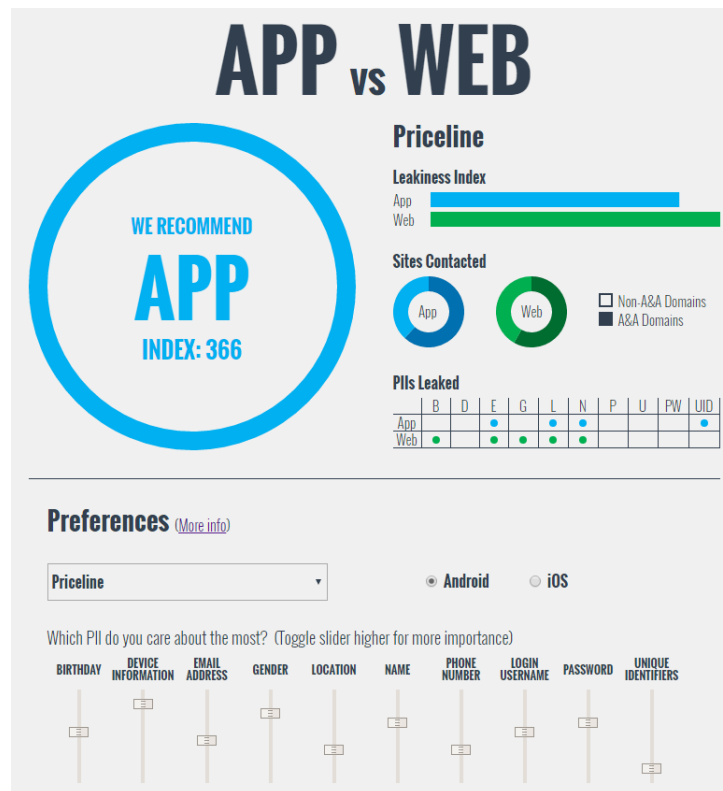 APP vs WEB
WE RECOMMEND
APP
INDEX: 366
Priceline
Leakiness Index
App
Web
Sites Contacted
App
Web
Non-A&A Domains
A&A Domains
PIIs Leaked
B D E G L N P U PW UID
App
Web
Preferences (More info)
Priceline
Android
iOS
Which PII do you care about the most? (Toggle slider higher for more importance)
BIRTHDAY
DEVICE
INFORMATION
EMAIL
ADDRESS
GENDER
LOCATION
NAME
PHONE
NUMBER
LOGIN
USERNAME
PASSWORD
UNIQUE
IDENTIFIERS